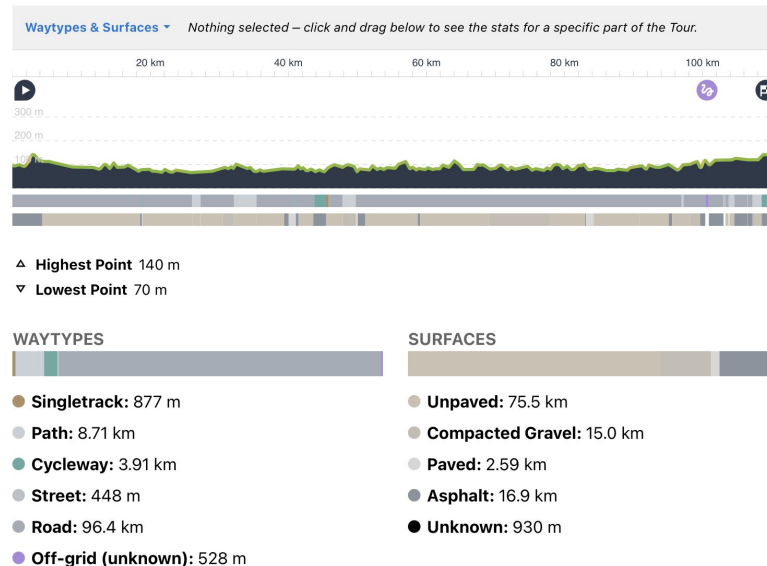 Waytypes & Surfaces Nothing selected – click and drag below to see the stats for a specific part of the Tour.
20 km 40 km 60 km 80 km 100 km
300 m
200 m
Highest Point 140 m
Lowest Point 70 m
WAYTYPES
Singletrack: 877 m
Path: 8.71 km
Cycleway: 3.91 km
Street: 448 m
Road: 96.4 km
Off-grid (unknown): 528 m
SURFACES
Unpaved: 75.5 km
Compacted Gravel: 15.0 km
Paved: 2.59 km
Asphalt: 16.9 km
Unknown: 930 m